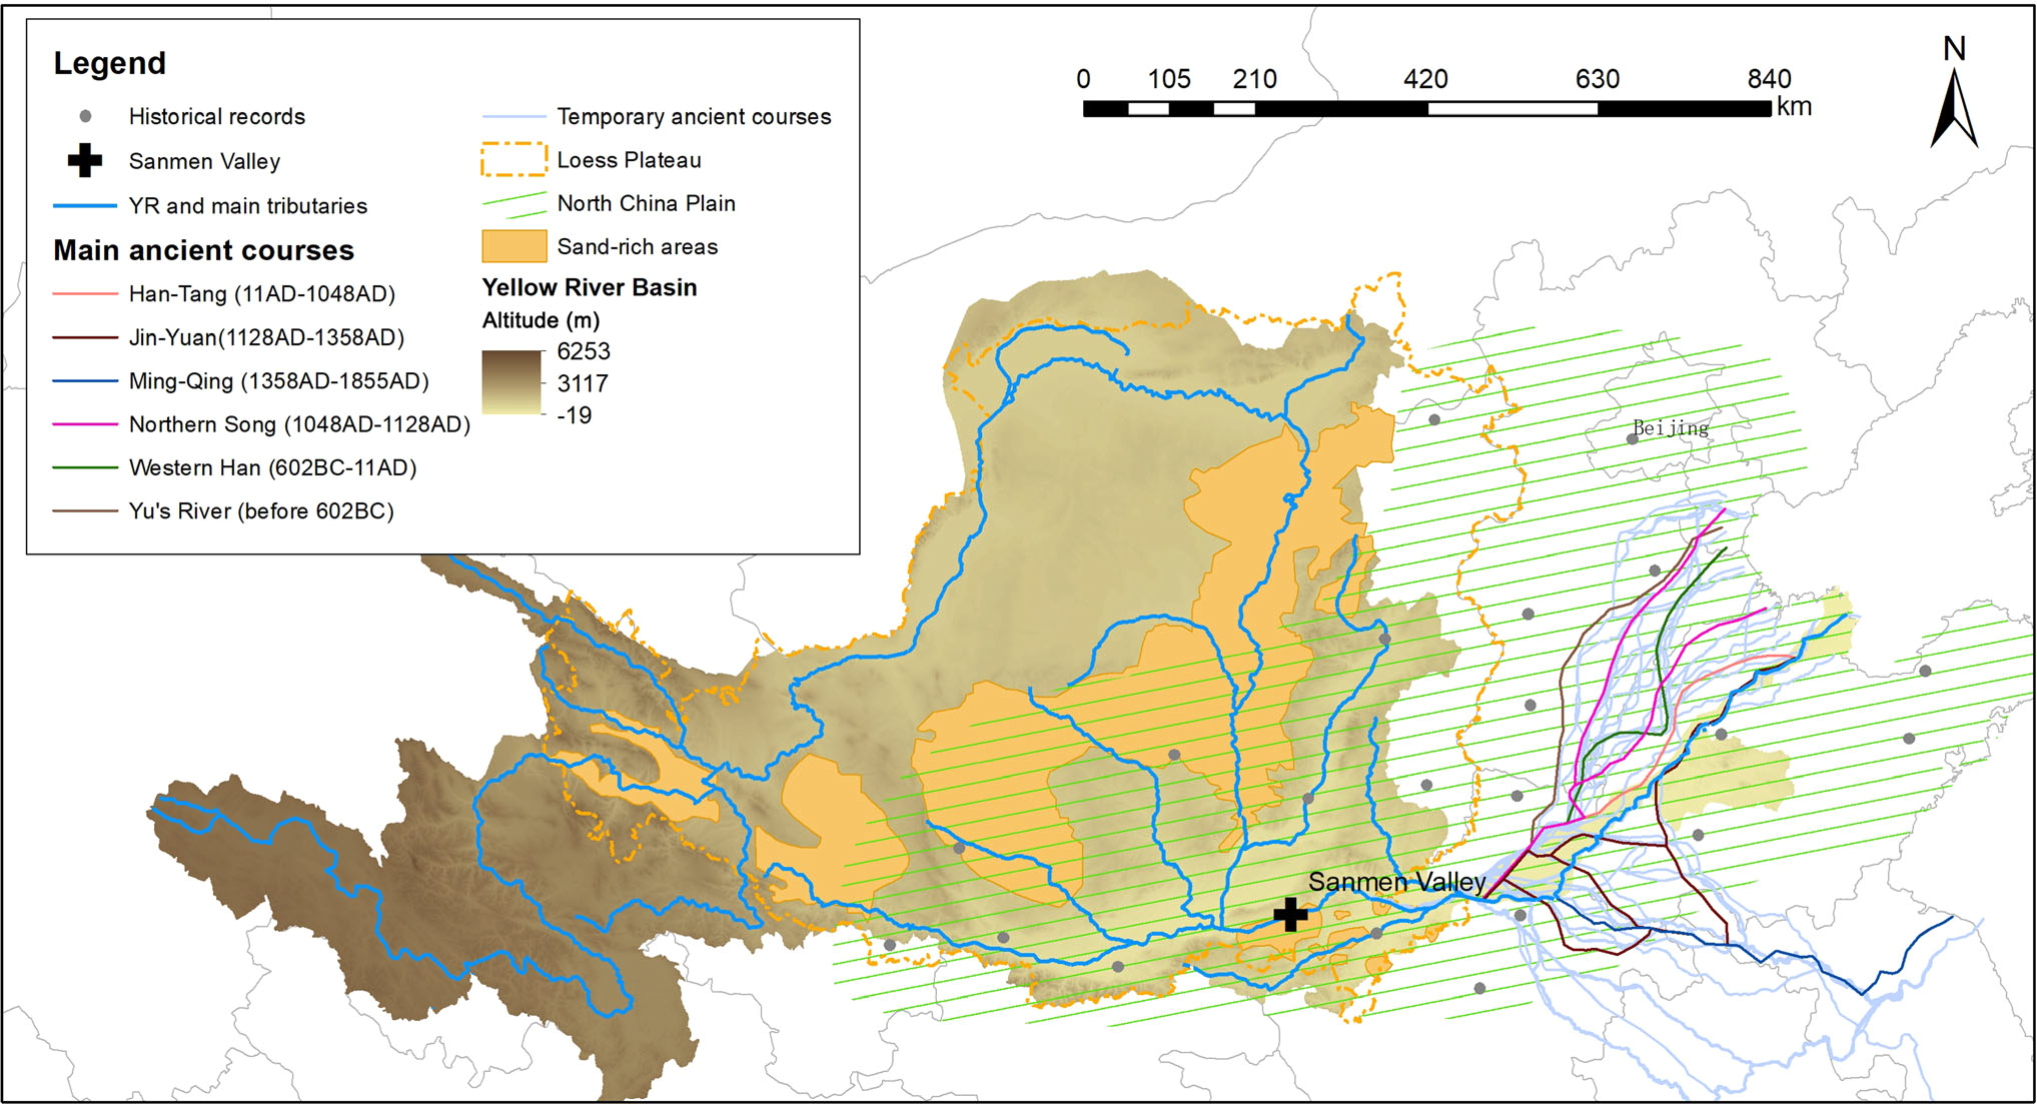 Legend
Historical records
Sanmen Valley
YR and main tributaries
Main ancient courses
Han-Tang (11AD-1048AD)
Jin-Yuan(1128AD-1358AD)
Ming-Qing (1358AD-1855AD)
Northern Song (1048AD-1128AD)
Western Han (602BC-11AD)
Yu's River (before 602BC)
Temporary ancient courses
Loess Plateau
North China Plain
Sand-rich areas
Yellow River Basin
Altitude (m)
6253
3117
-19
0 105 210 420 630 840
km
N
Beijing
Sanmen Valley